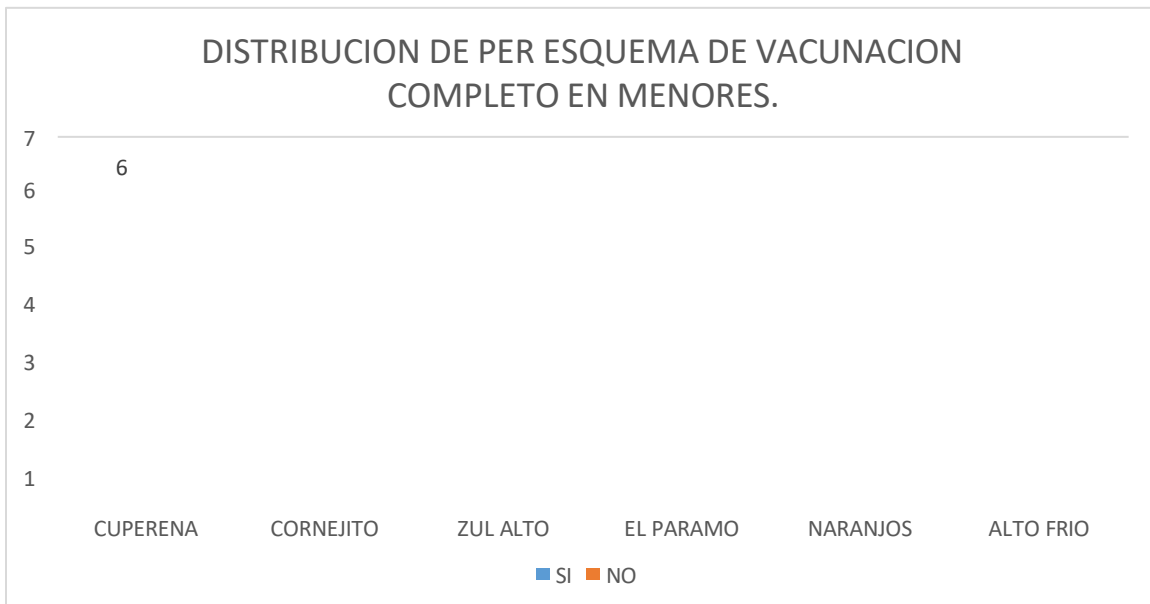 DISTRIBUCION DE PER ESQUEMA DE VACUNACION
COMPLETO EN MENORES.
7
6
6
5
4
3
2
1
CUPERENA CORNEJITO ZUL ALTO EL PARAMO NARANJOS ALTO FRIO
SI NO